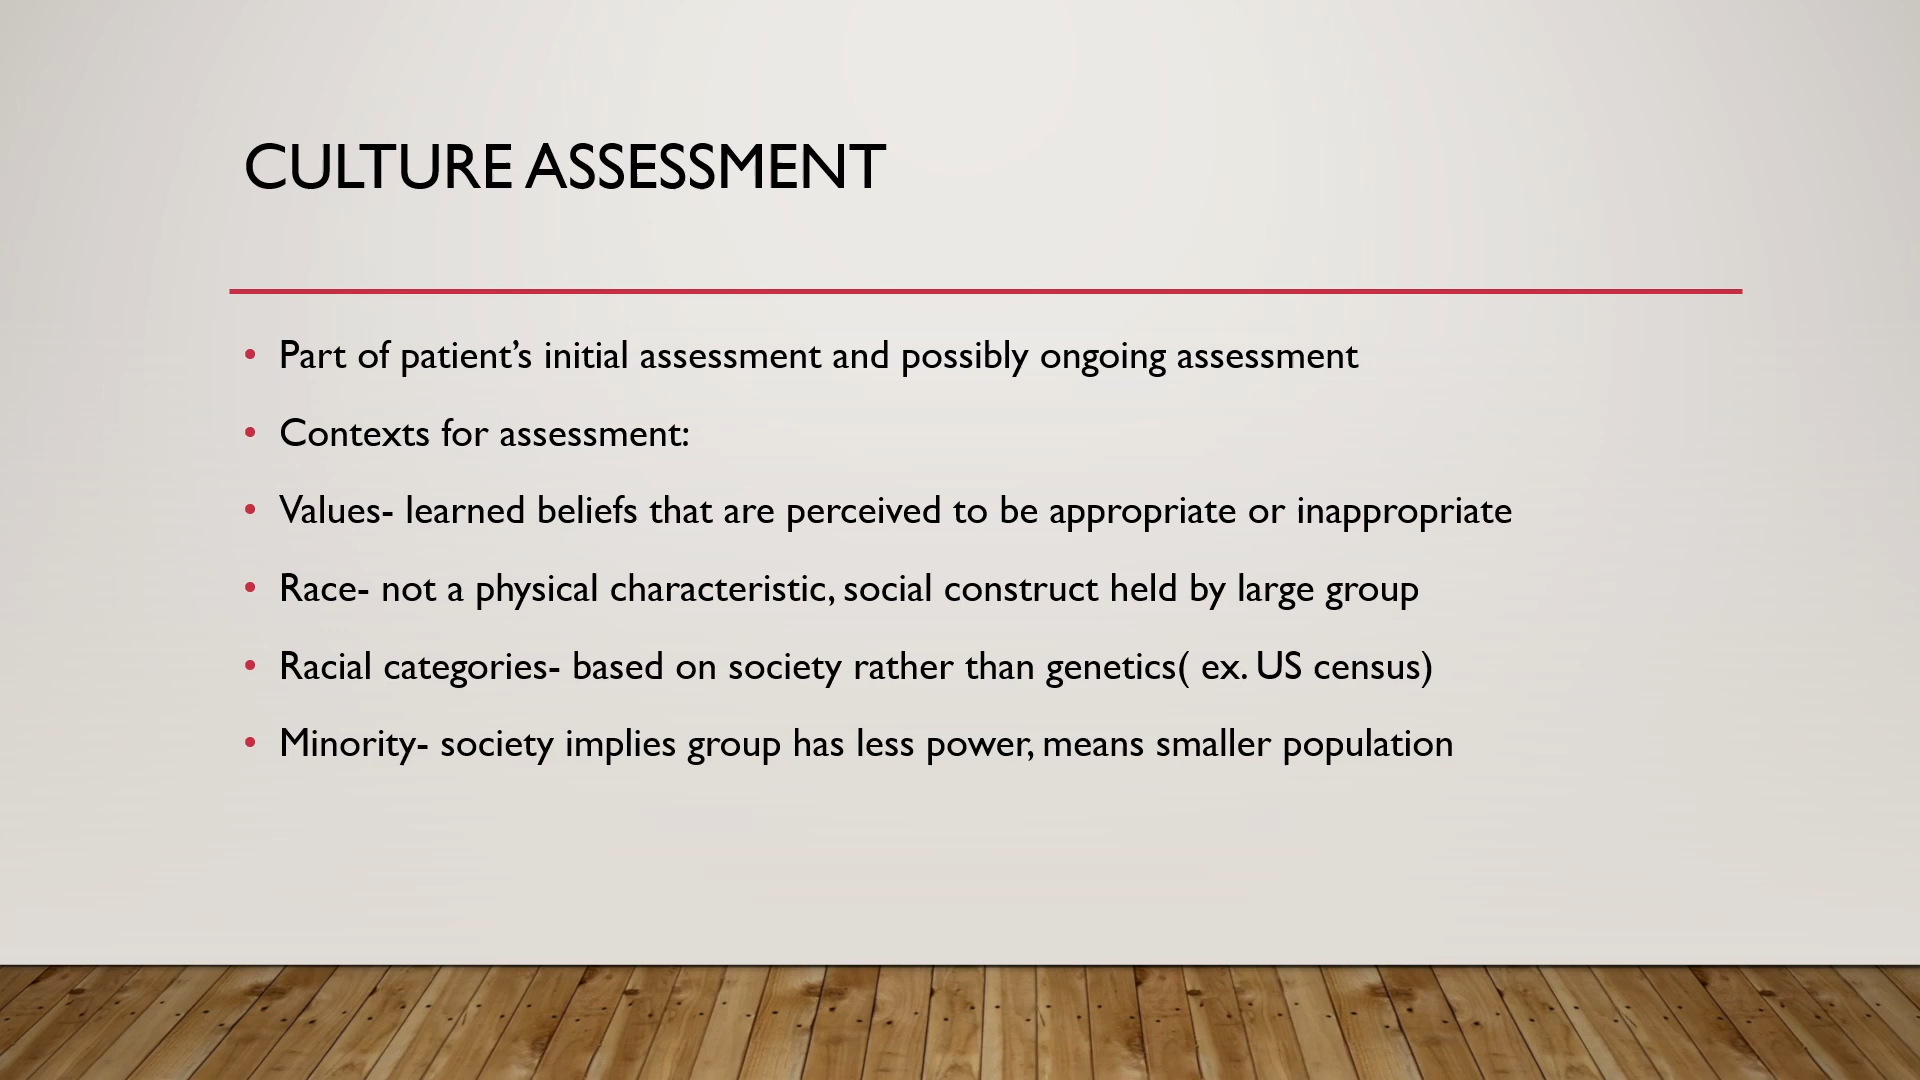 CULTURE ASSESSMENT
• Part of patient’s initial assessment and possibly ongoing assessment
• Contexts for assessment:
• Values- learned beliefs that are perceived to be appropriate or inappropriate
• Race- not a physical characteristic, social construct held by large group
• Racial categories- based on society rather than genetics( ex. US census)
• Minority- society implies group has less power, means smaller population